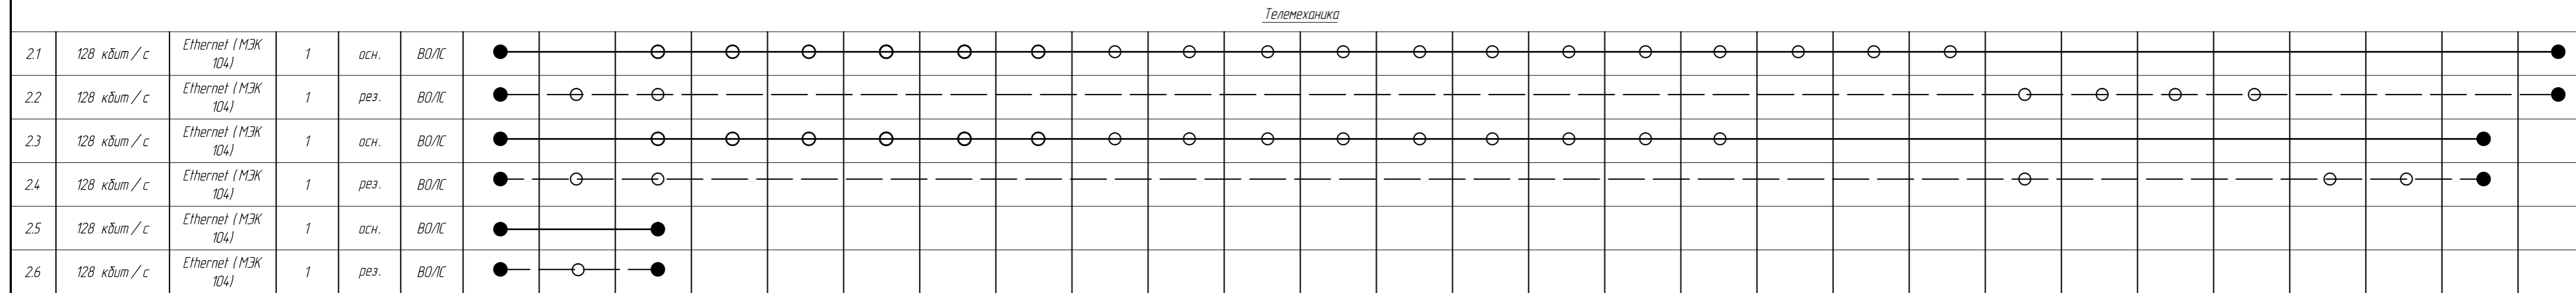 Телемеханика
2.1 128 кбит/с Ethernet (МЭК 104) 1 осн. ВОЛС
2.2 128 кбит/с Ethernet (МЭК 104) 1 рез. ВОЛС
2.3 128 кбит/с Ethernet (МЭК 104) 1 осн. ВОЛС
2.4 128 кбит/с Ethernet (МЭК 104) 1 рез. ВОЛС
2.5 128 кбит/с Ethernet (МЭК 104) 1 осн. ВОЛС
2.6 128 кбит/с Ethernet (МЭК 104) 1 рез. ВОЛС